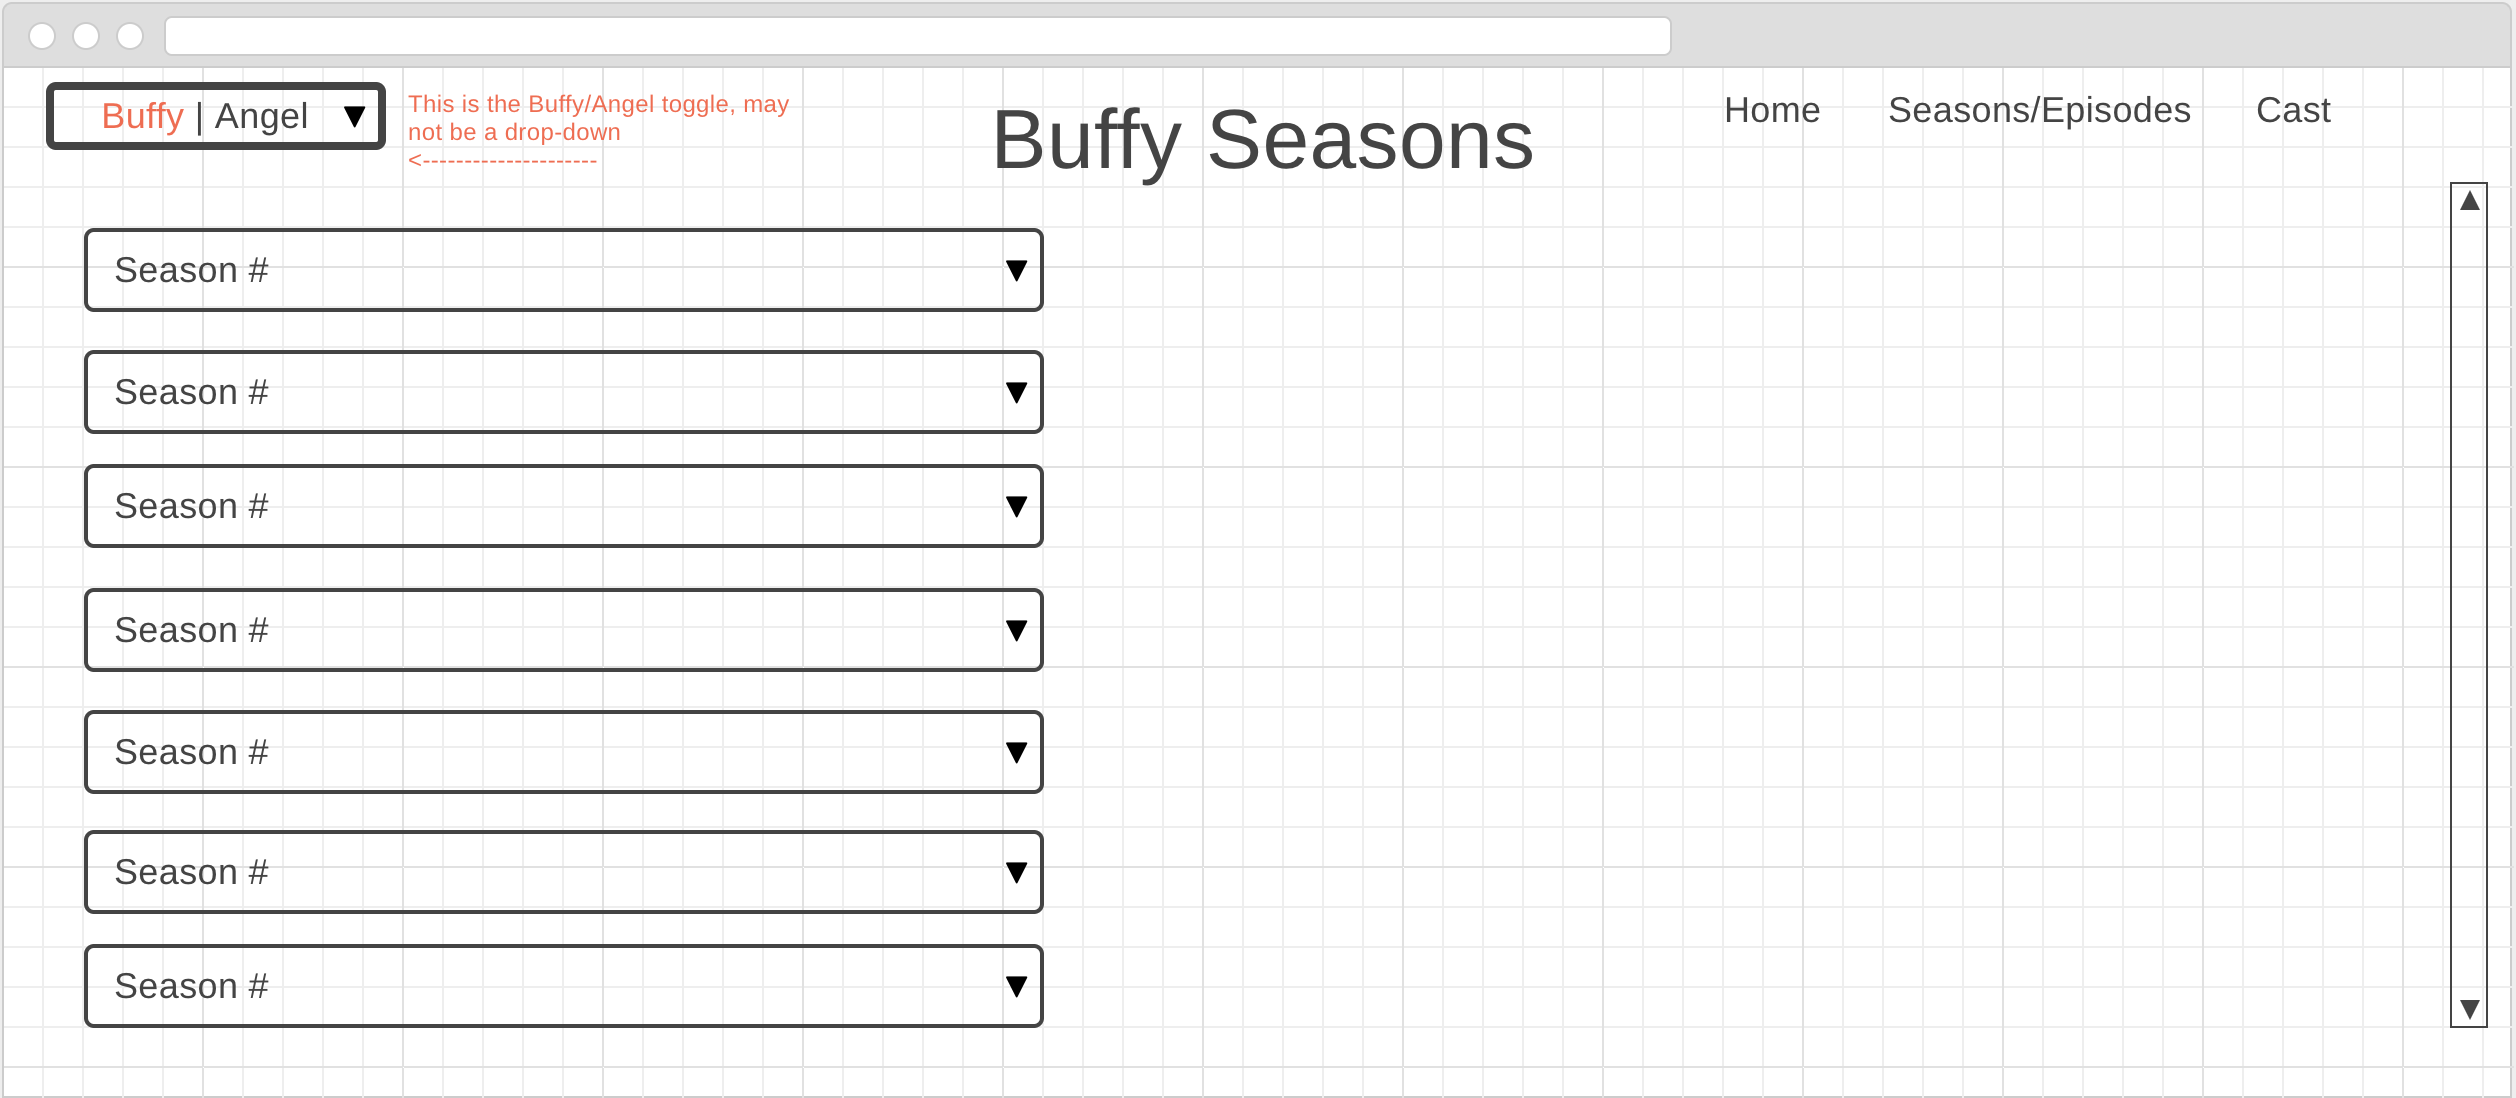 Buffy | Angel
This is the Buffy/Angel toggle, may
not be a drop-down
<----------------------
Buffy Seasons
Home
Seasons/Episodes
Cast
Season #
Season #
Season #
Season #
Season #
Season #
Season #